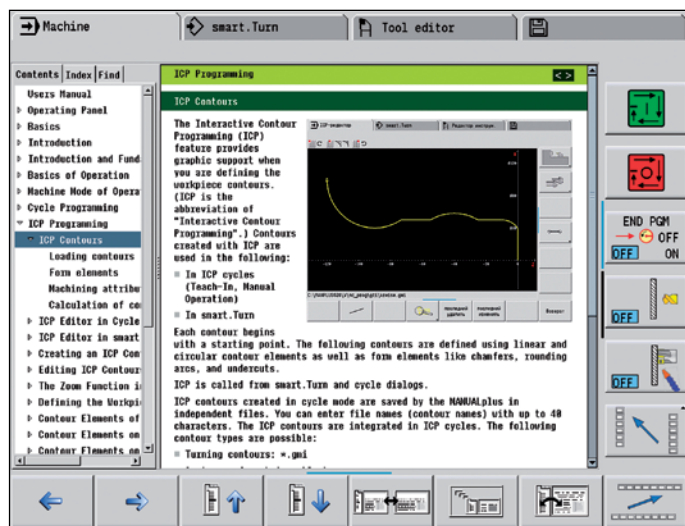 Machine
smart.Turn
Tool editor
Contents Index Find
Users Manual
Operating Panel
Basics
Introduction
Introduction and Fund
Basics of Operation
Machine Mode of Opera
Cycle Programming
ICP Programming
ICP Contours
Loading contours
Form elements
Machining attribu
Calculation of co
ICP Editor in Cycle
ICP Editor in smart
Creating an ICP Con
Editing ICP Contour
The Zoom Function i
Defining the Workpi
Contour Elements of
Contour Elements on
Contour Elements on
ICP Programming
<>
ICP Contours
The Interactive Contour
Programming (ICP)
feature provides
graphic support when
you are defining the
workpiece contours.
(ICP is the
abbreviation of
"Interactive Contour
Programming".) Contours
created with ICP are
used in the following:
In ICP cycles
(Teach-In, Manual
Operation)
In smart.Turn
smart.Turn
последний
удалить
последний
изменить
Возврат
Each contour begins
with a starting point. The following contours are defined using linear and
circular contour elements as well as form elements like chamfers, rounding
arcs, and undercuts.
ICP is called from smart.Turn and cycle dialogs.
ICP contours created in cycle mode are saved by the MANUALplus in
independent files. You can enter file names (contour names) with up to 40
characters. The ICP contours are integrated in ICP cycles. The following
contour types are possible:
Turning contours: *.gmi
END PGM
OFF
OFF ON
OFF
OFF